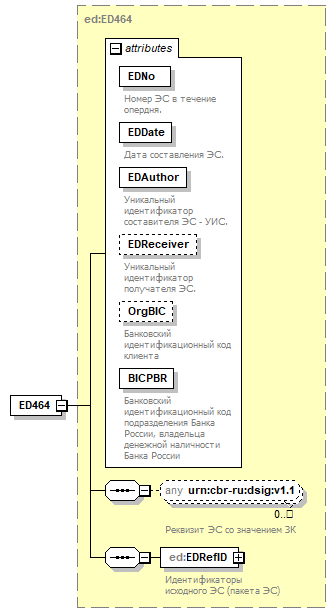 ed:ED464
attributes
EDNo
Номер ЭС в течение
опердня.
EDDate
Дата составления ЭС.
EDAuthor
Уникальный
идентификатор
составителя ЭС - УИС.
EDReceiver
Уникальный
идентификатор
получателя ЭС.
OrgBIC
Банковский
идентификационный код
клиента
BICPBR
Банковский
идентификационный код
подразделения Банка
России, владельца
денежной наличности
Банка России
ED464
any urn:cbr-ru:dsig:v1.1
0..□
Реквизит ЭС со значением ЗК
ed:EDRefID
Идентификаторы
исходного ЭС (пакета ЭС)